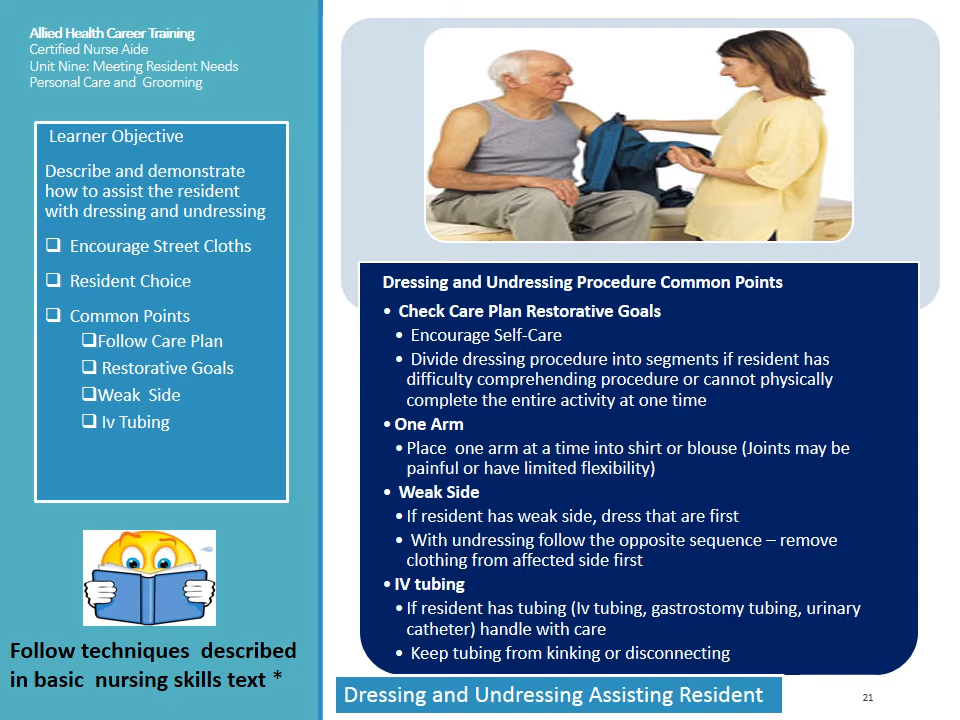 Allied Health Career Training
Certified Nurse Aide
Unit Nine: Meeting Resident Needs
Personal Care and Grooming
Learner Objective
Describe and demonstrate
how to assist the resident
with dressing and undressing
❑ Encourage Street Cloths
❑ Resident Choice
❑ Common Points
❑Follow Care Plan
❑ Restorative Goals
❑Weak Side
❑ Iv Tubing
Follow techniques described
in basic nursing skills text *
Dressing and Undressing Procedure Common Points
• Check Care Plan Restorative Goals
• Encourage Self-Care
• Divide dressing procedure into segments if resident has
difficulty comprehending procedure or cannot physically
complete the entire activity at one time
• One Arm
• Place one arm at a time into shirt or blouse (Joints may be
painful or have limited flexibility)
• Weak Side
• If resident has weak side, dress that are first
• With undressing follow the opposite sequence – remove
clothing from affected side first
• IV tubing
• If resident has tubing (Iv tubing, gastrostomy tubing, urinary
catheter) handle with care
• Keep tubing from kinking or disconnecting
Dressing and Undressing Assisting Resident
21